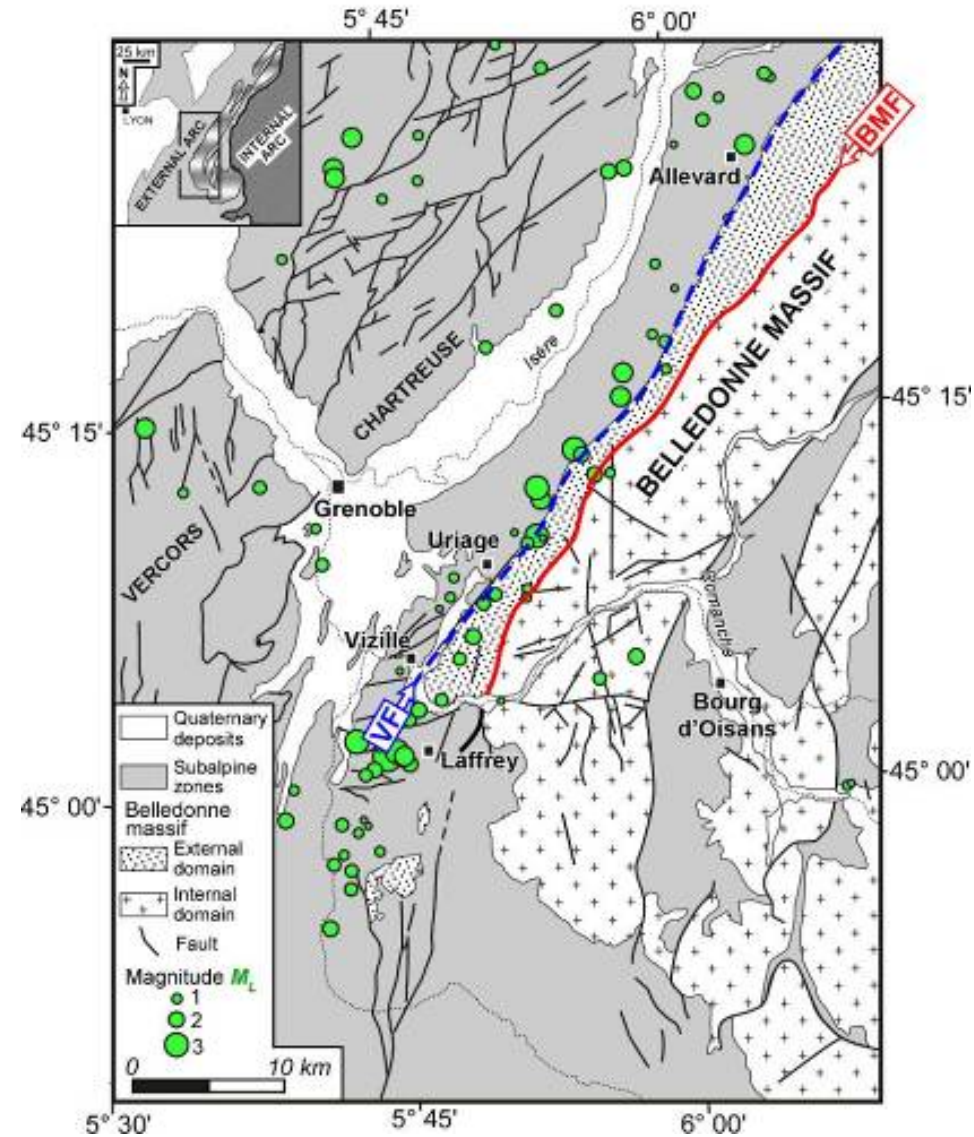 5° 45'
6° 00'
25 km
N
LYON
EXTERNAL ARC
INTERNAL
ARC
BMF
Allevard
BELLEDONNE MASSIF
CHARTREUSE
Isère
45° 15'
45° 15'
Grenoble
VERCORS
Uriage
Romanche
Vizille
Bourg
d'Oisans
VF
Laffrey
45° 00'
45° 00'
Quaternary
deposits
Subalpine
zones
Belledonne
massif
External
domain
Internal
domain
Fault
Magnitude ML
1
2
3
0 10 km
5° 30'
5° 45'
6° 00'